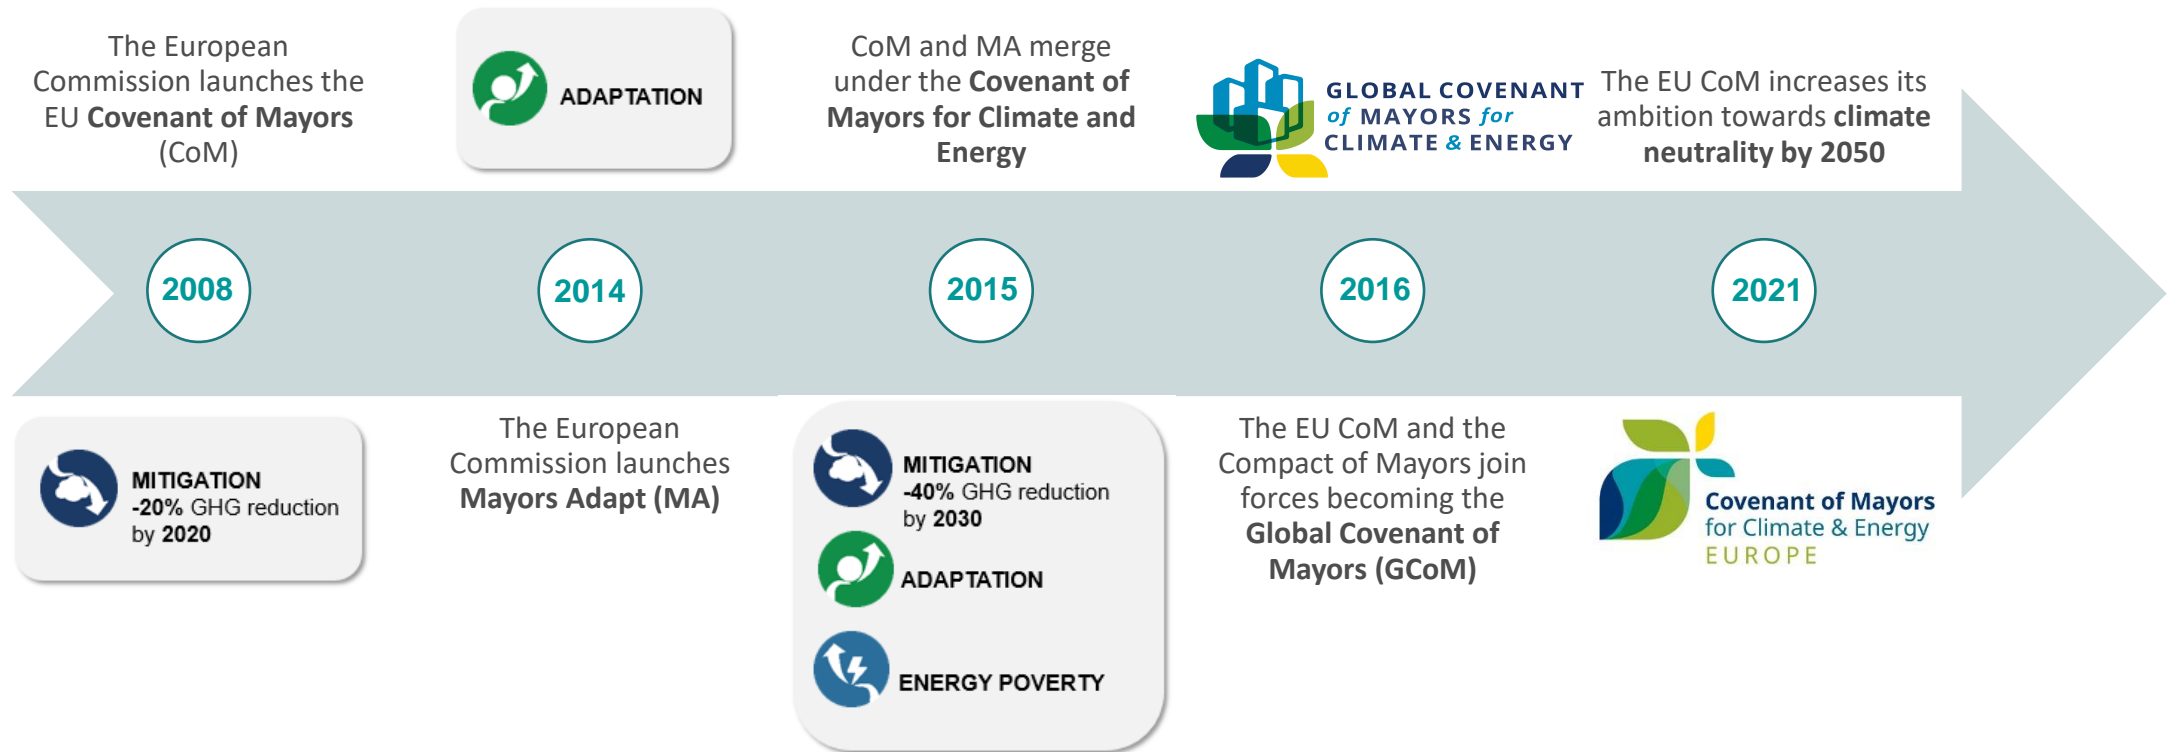 The European
Commission launches the
EU Covenant of Mayors
(CoM)
2008
MITIGATION
-20% GHG reduction
by 2020
ADAPTATION
2014
The European
Commission launches
Mayors Adapt (MA)
CoM and MA merge
under the Covenant of
Mayors for Climate and
Energy
2015
MITIGATION
-40% GHG reduction
by 2030
ADAPTATION
ENERGY POVERTY
GLOBAL COVENANT
of MAYORS for
CLIMATE & ENERGY
2016
The EU CoM and the
Compact of Mayors join
forces becoming the
Global Covenant of
Mayors (GCoM)
The EU CoM increases its
ambition towards climate
neutrality by 2050
2021
Covenant of Mayors
for Climate & Energy
EUROPE